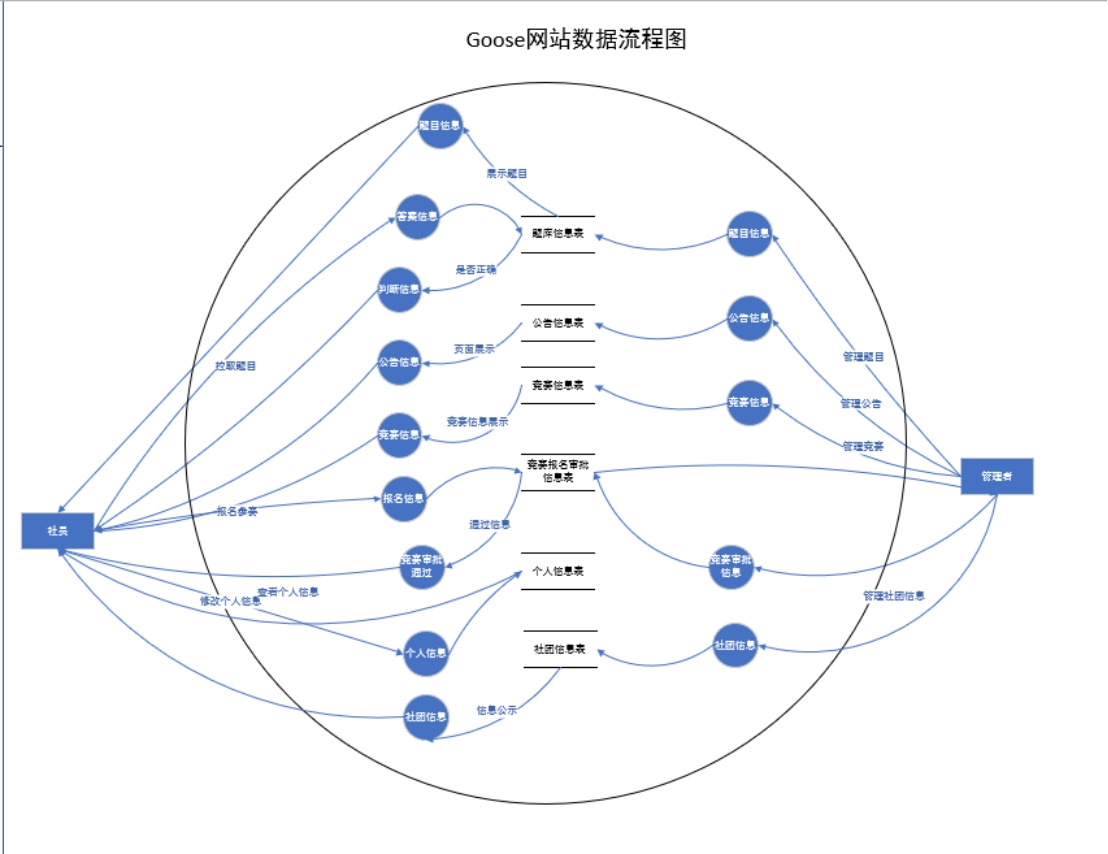 Goose网站数据流程图
题目信息
展示题目
答案信息
题库信息表
题目信息
是否正确
判断信息
公告信息
公告信息表
页面展示
公告信息
管理题目
拉取题目
竞赛信息表
竞赛信息
管理公告
竞赛信息展示
竞赛信息
管理竞赛
竞赛报名审批
信息表
管理者
报名信息
报名参赛
通过信息
社员
竞赛审批
通过
个人信息表
竞赛审批
信息
查看个人信息
修改个人信息
管理社团信息
个人信息
社团信息表
社团信息
社团信息
信息公示